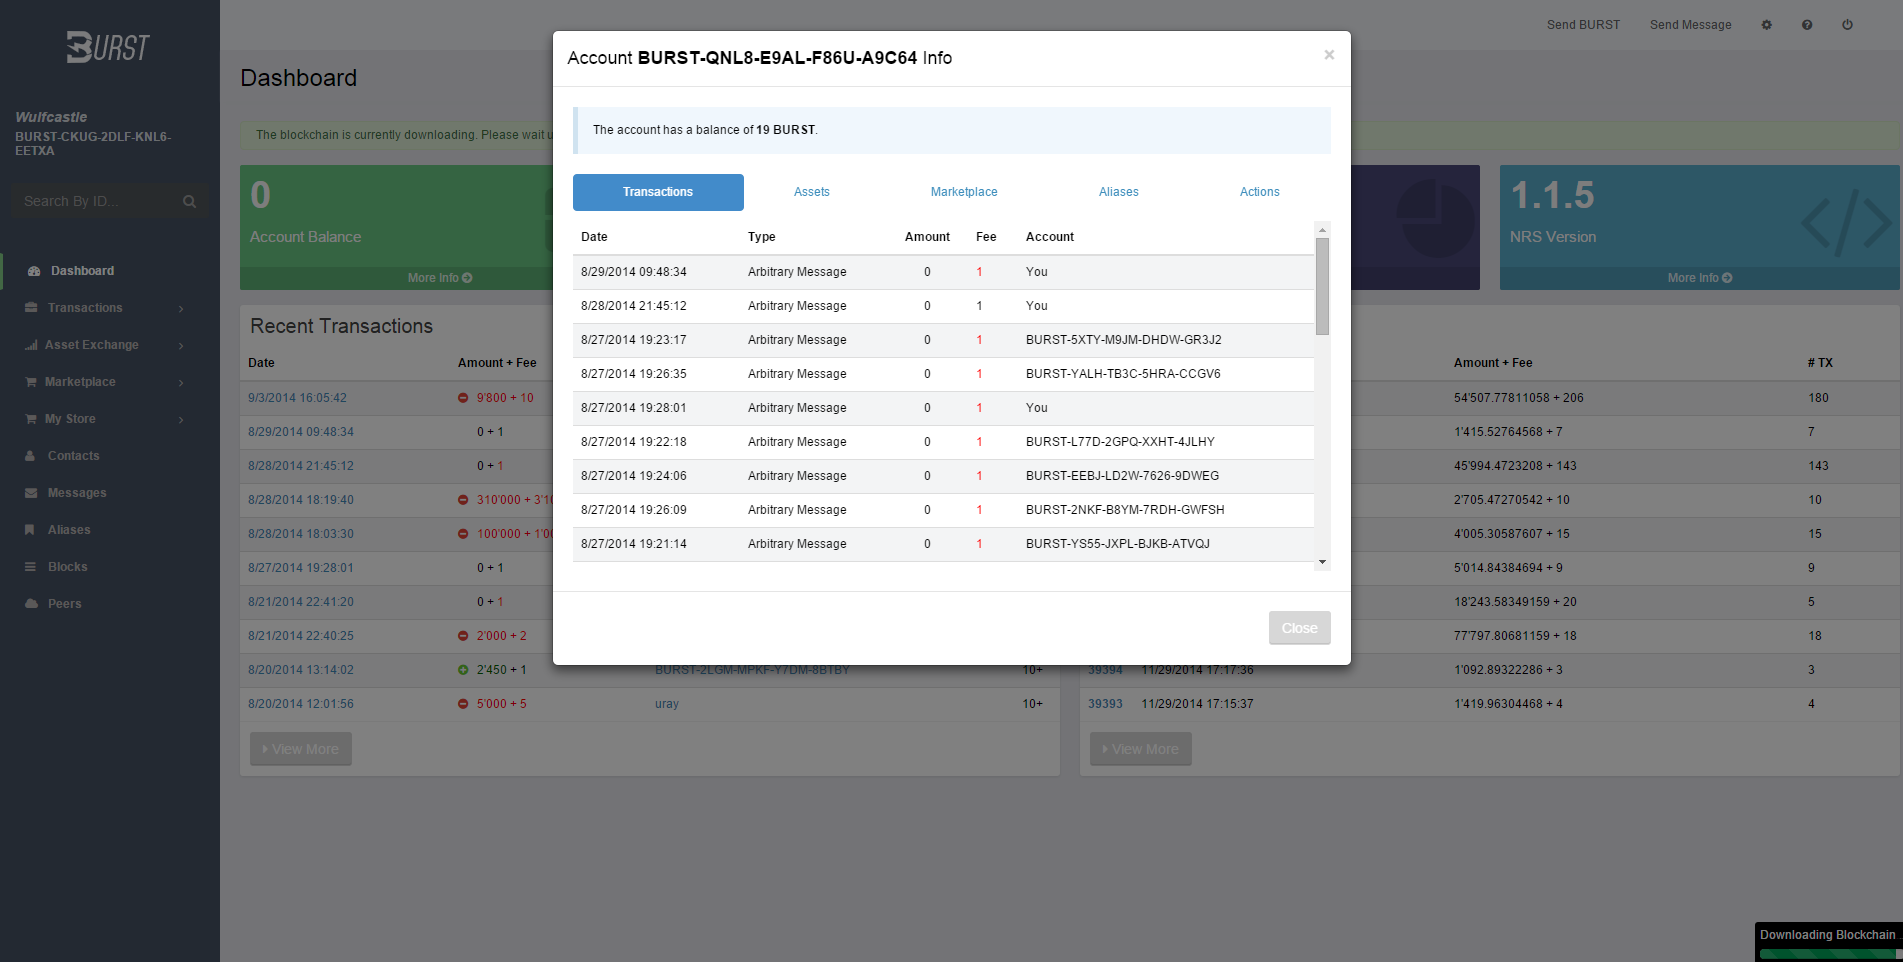 BURST
Send BURST Send Message
Wulfcastle
BURST-CKUG-2DLF-KNL6-
EETXA
Search By ID...
Dashboard
Transactions
Asset Exchange
Marketplace
My Store
Contacts
Messages
Aliases
Blocks
Peers
Dashboard
The blockchain is currently downloading. Please wait u
0
Account Balance
More Info
1.1.5
NRS Version
More Info
Recent Transactions
Date Amount + Fee
9/3/2014 16:05:42 9'800 + 10
8/29/2014 09:48:34 0 + 1
8/28/2014 21:45:12 0 + 1
8/28/2014 18:19:40 310'000 + 3'10
8/28/2014 18:03:30 100'000 + 1'00
8/27/2014 19:28:01 0 + 1
8/21/2014 22:41:20 0 + 1
8/21/2014 22:40:25 2'000 + 2
8/20/2014 13:14:02 2'450 + 1 BURST-2LGM-MPKF-Y7DM-8BTBY 10+
8/20/2014 12:01:56 5'000 + 5 uray 10+
View More
Amount + Fee # TX
54'507.77811058 + 206 180
1'415.52764568 + 7 7
45'994.4723208 + 143 143
2'705.47270542 + 10 10
4'005.30587607 + 15 15
5'014.84384694 + 9 9
18'243.58349159 + 20 5
77'797.80681159 + 18 18
39394 11/29/2014 17:17:36 1'092.89322286 + 3 3
39393 11/29/2014 17:15:37 1'419.96304468 + 4 4
View More
Account BURST-QNL8-E9AL-F86U-A9C64 Info
×
The account has a balance of 19 BURST.
Transactions Assets Marketplace Aliases Actions
Date Type Amount Fee Account
8/29/2014 09:48:34 Arbitrary Message 0 1 You
8/28/2014 21:45:12 Arbitrary Message 0 1 You
8/27/2014 19:23:17 Arbitrary Message 0 1 BURST-5XTY-M9JM-DHDW-GR3J2
8/27/2014 19:26:35 Arbitrary Message 0 1 BURST-YALH-TB3C-5HRA-CCGV6
8/27/2014 19:28:01 Arbitrary Message 0 1 You
8/27/2014 19:22:18 Arbitrary Message 0 1 BURST-L77D-2GPQ-XXHT-4JLHY
8/27/2014 19:24:06 Arbitrary Message 0 1 BURST-EEBJ-LD2W-7626-9DWEG
8/27/2014 19:26:09 Arbitrary Message 0 1 BURST-2NKF-B8YM-7RDH-GWFSH
8/27/2014 19:21:14 Arbitrary Message 0 1 BURST-YS55-JXPL-BJKB-ATVQJ
Close
Downloading Blockchain